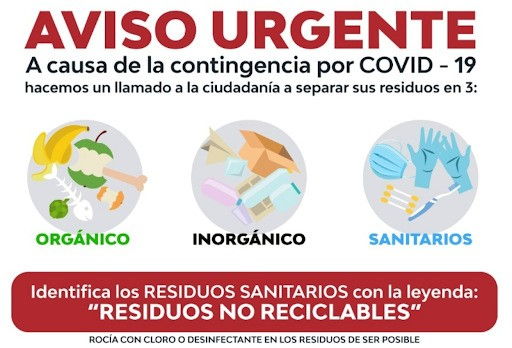 AVISO URGENTE
A causa de la contingencia por COVID - 19
hacemos un llamado a la ciudadanía a separar sus residuos en 3:
ORGÁNICO
INORGÁNICO
SANITARIOS
Identifica los RESIDUOS SANITARIOS con la leyenda:
“RESIDUOS NO RECICLABLES”
ROCÍA CON CLORO O DESINFECTANTE EN LOS RESIDUOS DE SER POSIBLE